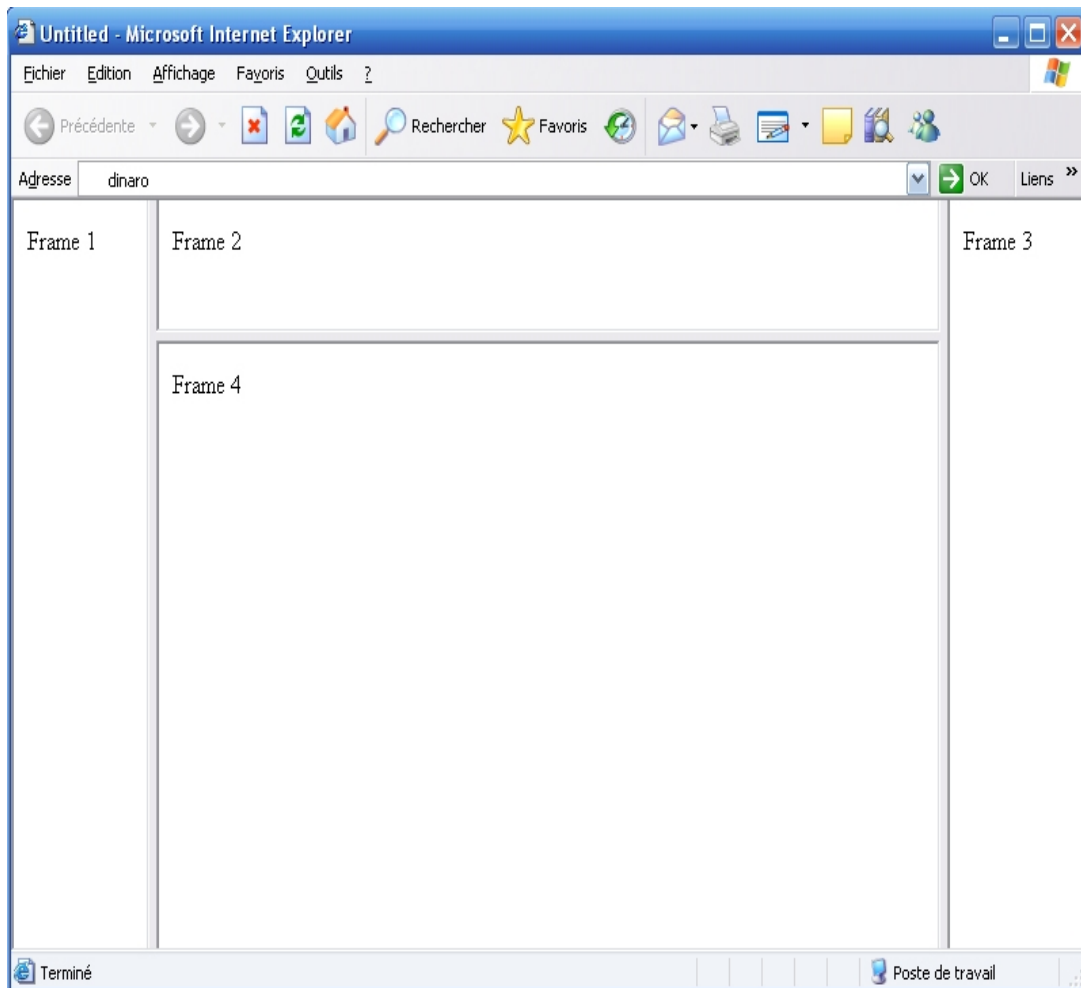 Untitled - Microsoft Internet Explorer
Fichier Edition Affichage Favoris Outils ?
Précédente Rechercher Favoris
Adresse dinaro OK Liens »
Frame 1 Frame 2 Frame 3
Frame 4
Terminé Poste de travail